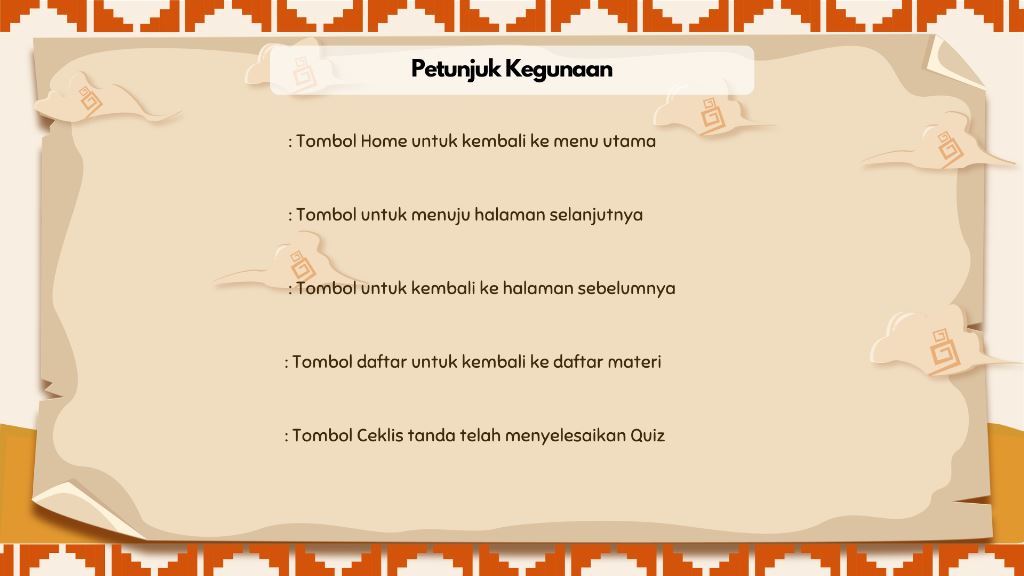 Petunjuk Kegunaan
: Tombol Home untuk kembali ke menu utama
: Tombol untuk menuju halaman selanjutnya
: Tombol untuk kembali ke halaman sebelumnya
: Tombol daftar untuk kembali ke daftar materi
: Tombol Ceklis tanda telah menyelesaikan Quiz